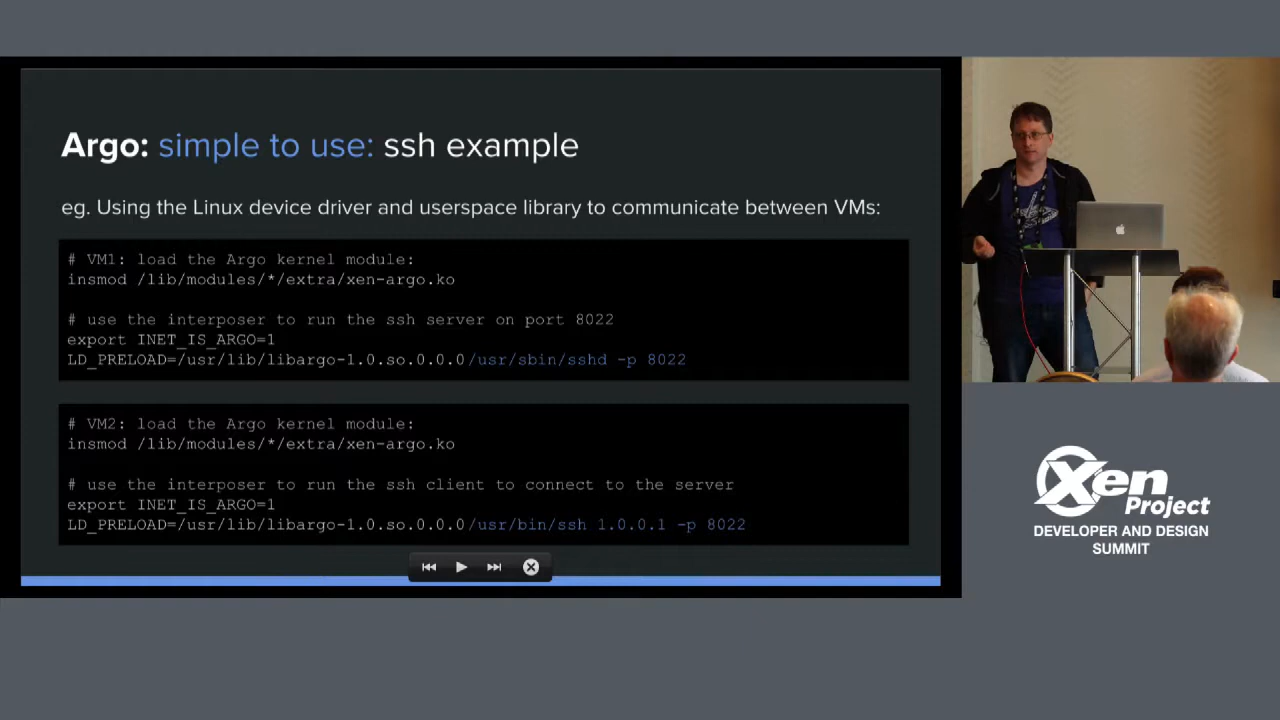 Argo: simple to use: ssh example
eg. Using the Linux device driver and userspace library to communicate between VMs:
# VM1: load the Argo kernel module:
insmod /lib/modules/*/extra/xen-argo.ko
# use the interposer to run the ssh server on port 8022
export INET_IS_ARGO=1
LD_PRELOAD=/usr/lib/libargo-1.0.so.0.0.0 /usr/sbin/sshd -p 8022
# VM2: load the Argo kernel module:
insmod /lib/modules/*/extra/xen-argo.ko
# use the interposer to run the ssh client to connect to the server
export INET_IS_ARGO=1
LD_PRELOAD=/usr/lib/libargo-1.0.so.0.0.0 /usr/bin/ssh 1.0.0.1 -p 8022
Xen
Project
DEVELOPER AND DESIGN
SUMMIT